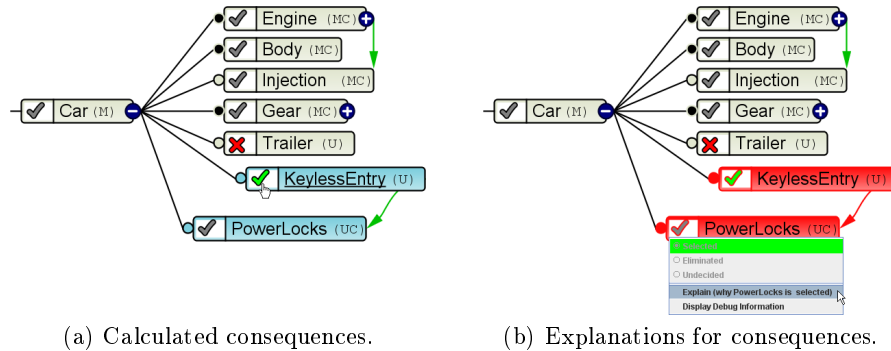 Engine (MC)
Body (MC)
Injection (MC)
Car (M)
Gear (MC)
Trailer (U)
KeylessEntry (U)
PowerLocks (UC)
(a) Calculated consequences.
Engine (MC)
Body (MC)
Injection (MC)
Car (M)
Gear (MC)
Trailer (U)
KeylessEntry (U)
PowerLocks (UC)
Eliminated
Undecided
Explain (why PowerLocks is selected)
Display Debug Information
(b) Explanations for consequences.